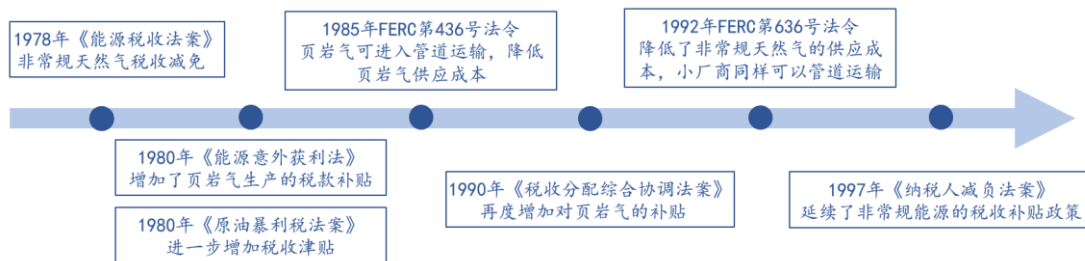 1978年《能源税收法案》
非常规天然气税收减免
1985年FERC第436号法令
页岩气可进入管道运输，降低
页岩气供应成本
1992年FERC第636号法令
降低了非常规天然气的供应成
本，小厂商同样可以管道运输
1980年《能源意外获利法》
增加了页岩气生产的税款补贴
1980年《原油暴利税法案》
进一步增加税收津贴
1990年《税收分配综合协调法案》
再度增加对页岩气的补贴
1997年《纳税人减负法案》
延续了非常规能源的税收补贴政策